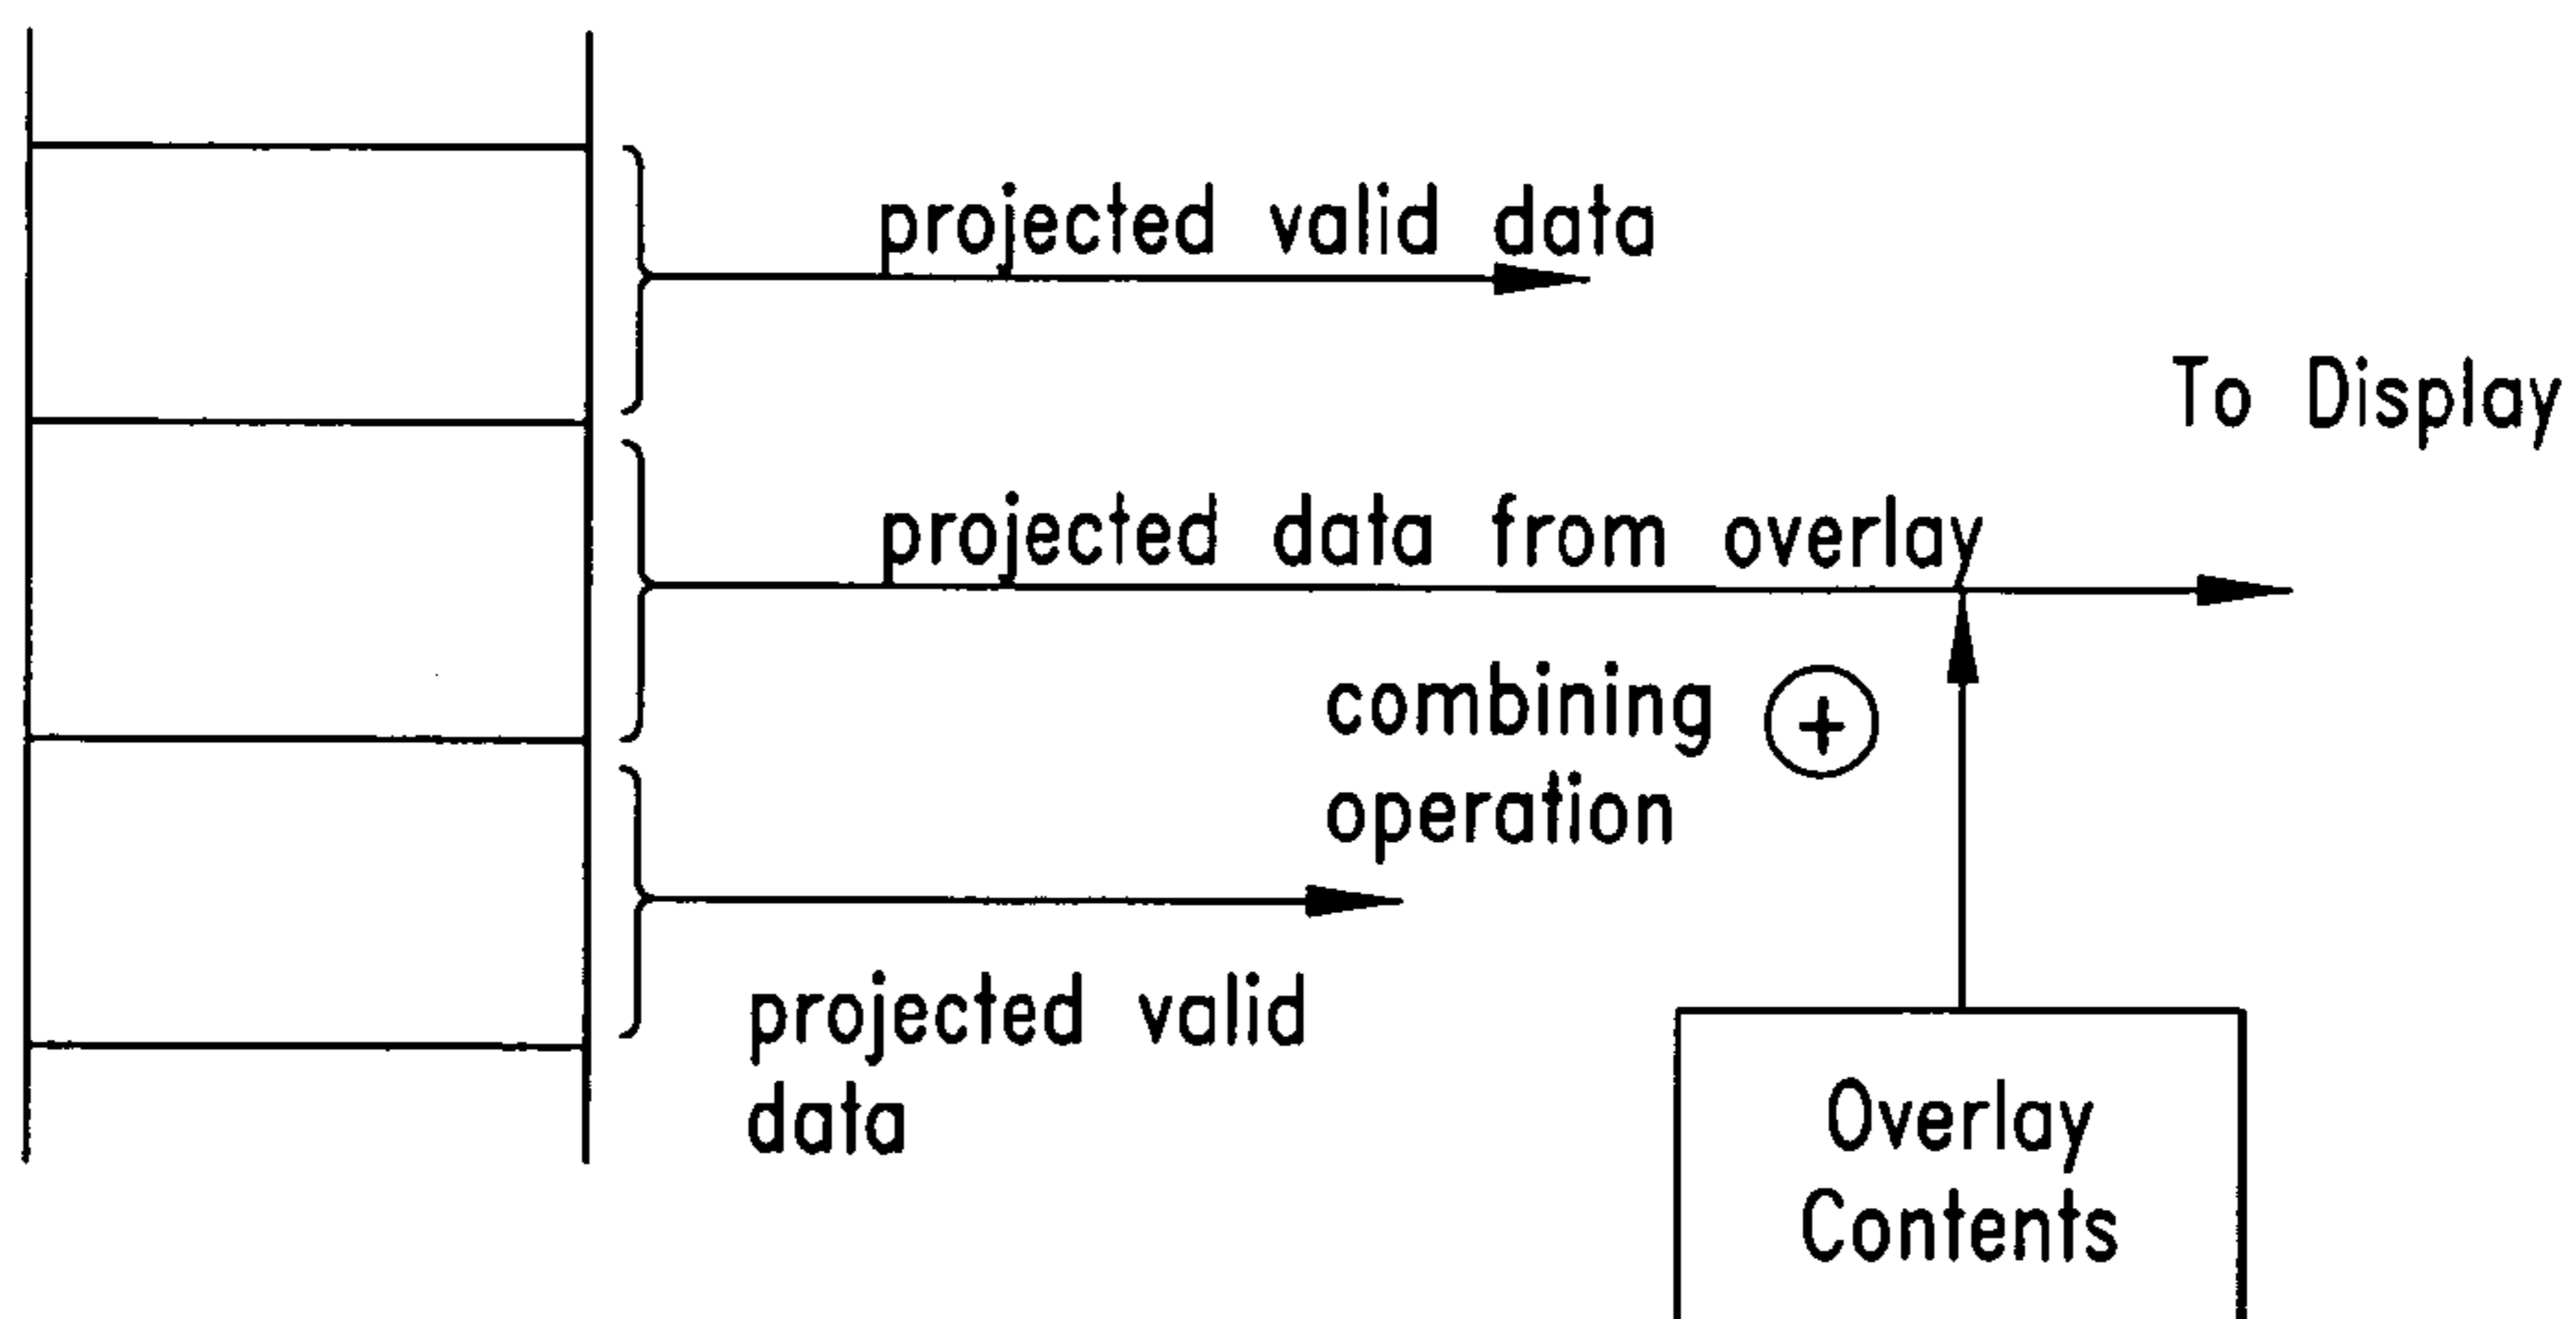 projected valid data
To Display
projected data from overlay
combining
operation
+
projected valid
data
Overlay
Contents